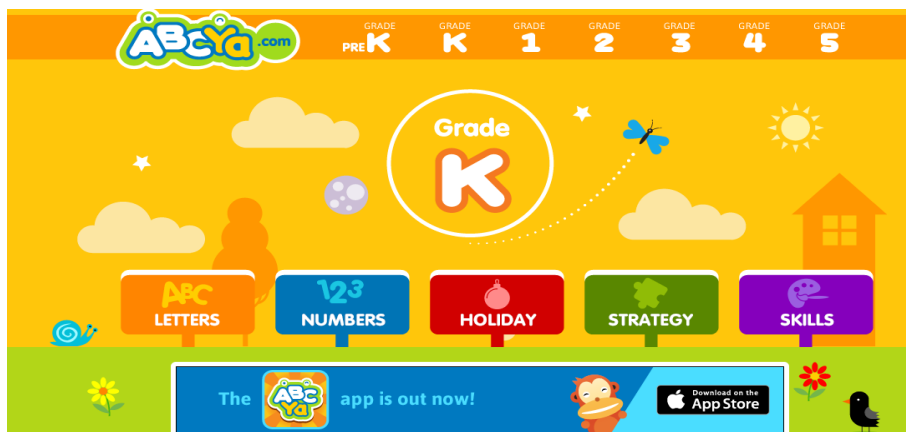 ABCYa.com
GRADE GRADE GRADE GRADE GRADE GRADE GRADE
PRE K K 1 2 3 4 5
Grade
K
ABC 123
LETTERS NUMBERS HOLIDAY STRATEGY SKILLS
The ABCYa app is out now!
Download on the
App Store